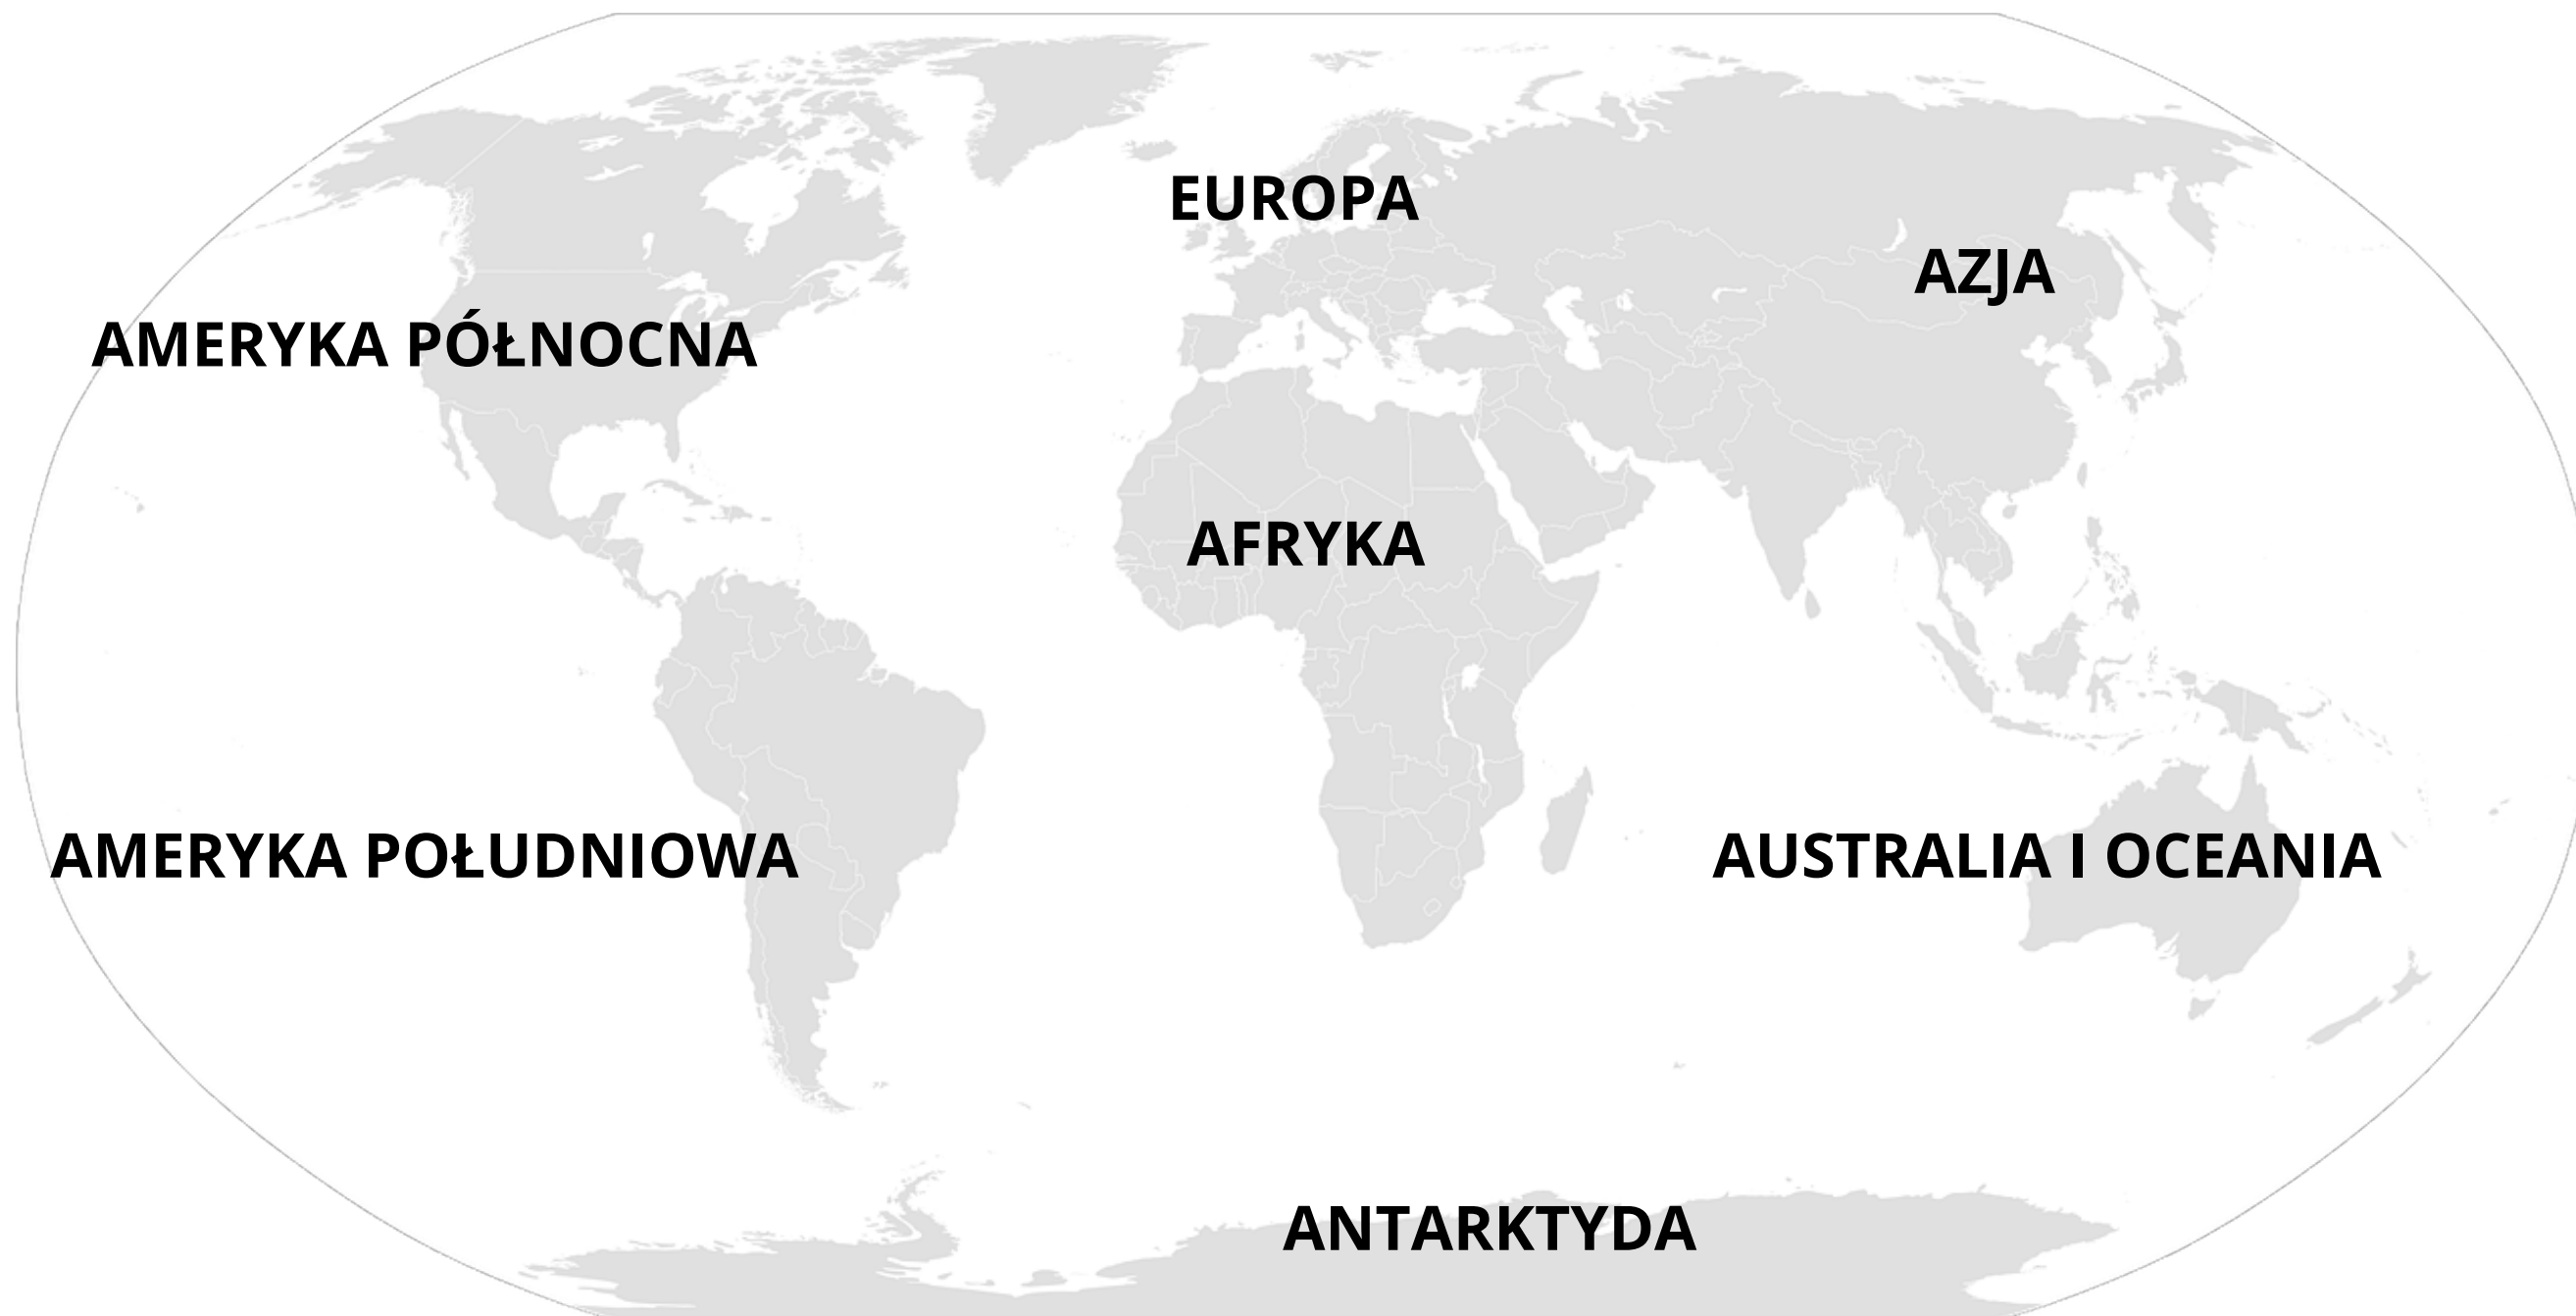 EUROPA
AZJA
AMERYKA PÓŁNOCNA
AFRYKA
AMERYKA POŁUDNIOWA
AUSTRALIA I OCEANIA
ANTARKTYDA